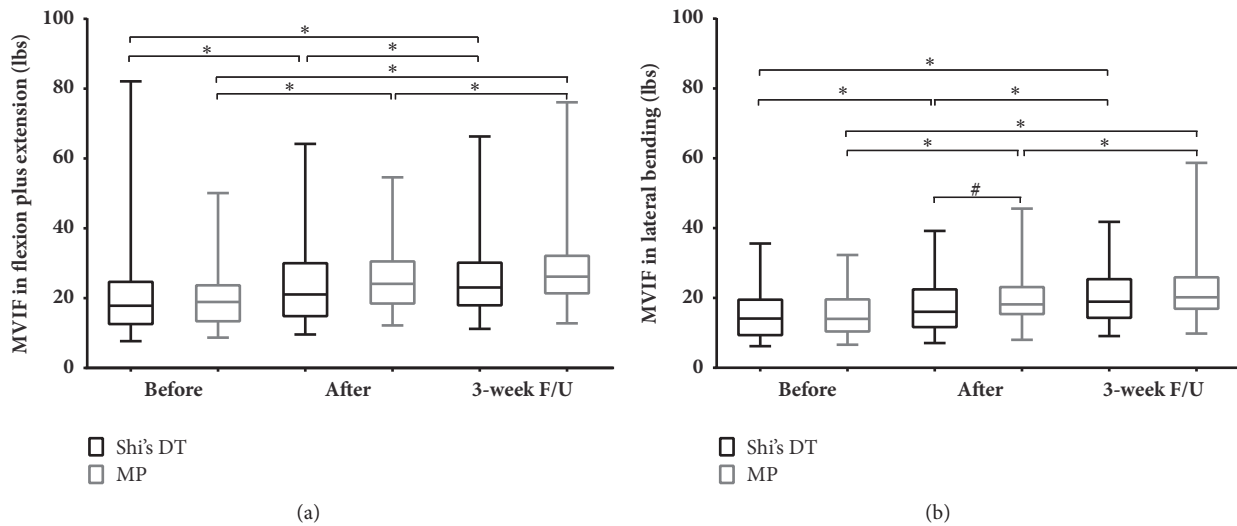 MVIF in flexion plus extension (lbs)
100
80
60
40
20
0
*
*
*
*
*
*
Before
After
3-week F/U
Shi's DT
MP
(a)
MVIF in lateral bending (lbs)
100
80
60
40
20
0
*
*
*
*
*
*
#
Before
After
3-week F/U
Shi's DT
MP
(b)